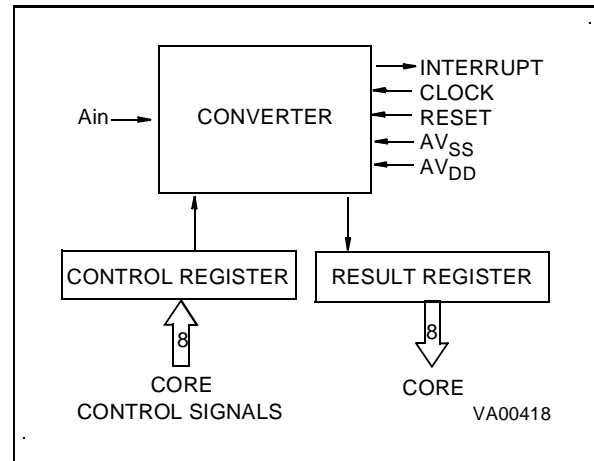 INTERRUPT
CLOCK
Ain
CONVERTER
RESET
AVSS
AVDD
CONTROL REGISTER
RESULT REGISTER
8
8
CORE
CONTROL SIGNALS
CORE
VA00418